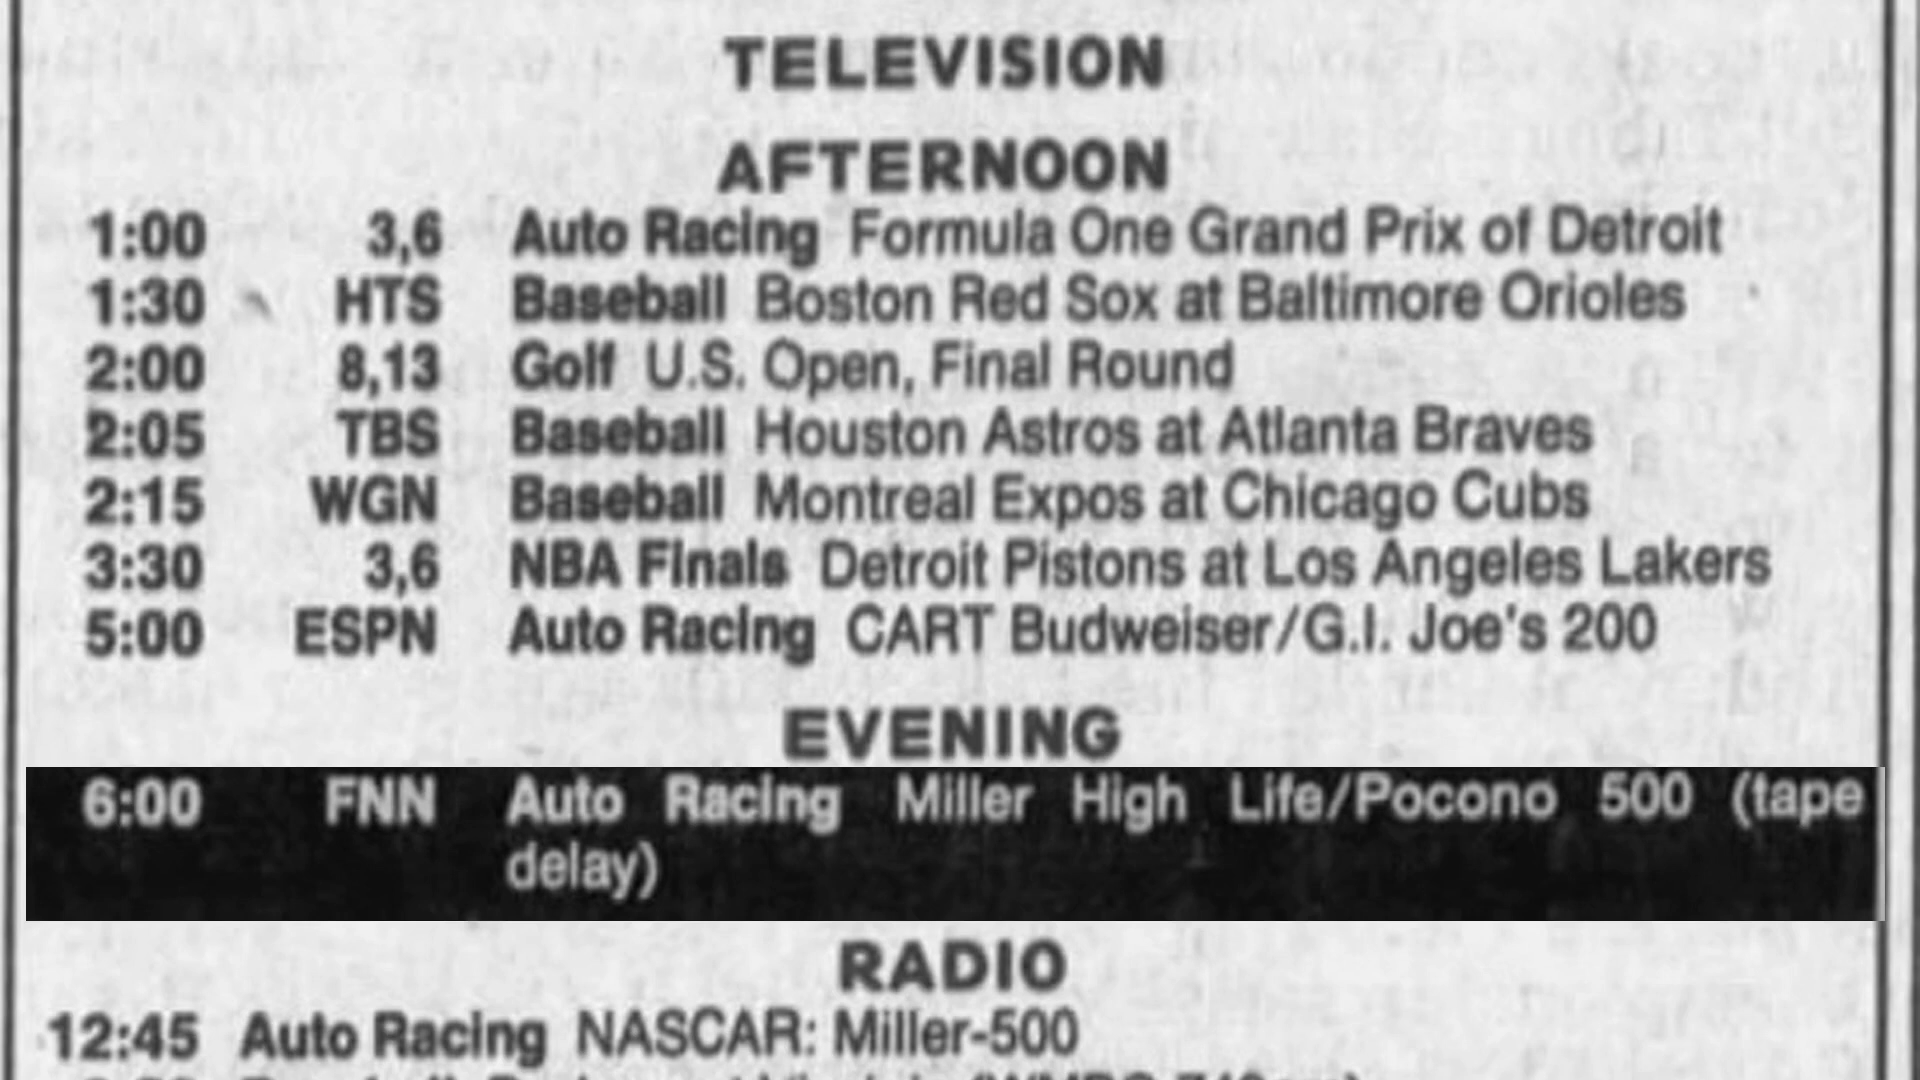 TELEVISION
AFTERNOON
1:00 3,6 Auto Racing Formula One Grand Prix of Detroit
1:30 HTS Baseball Boston Red Sox at Baltimore Orioles
2:00 8,13 Golf U.S. Open, Final Round
2:05 TBS Baseball Houston Astros at Atlanta Braves
2:15 WGN Baseball Montreal Expos at Chicago Cubs
3:30 3,6 NBA Finals Detroit Pistons at Los Angeles Lakers
5:00 ESPN Auto Racing CART Budweiser/G.I. Joe's 200
EVENING
6:00 FNN Auto Racing Miller High Life/Pocono 500 (tape
delay)
RADIO
12:45 Auto Racing NASCAR: Miller-500